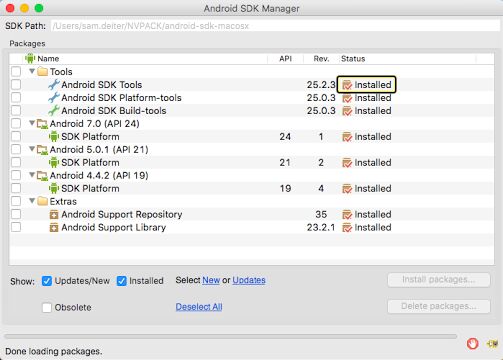 Android SDK Manager
SDK Path: /Users/sam.deiter/NVPACK/android-sdk-macosx
Packages
Name API Rev. Status
Tools
Android SDK Tools 25.2.3 Installed
Android SDK Platform-tools 25.0.3 Installed
Android SDK Build-tools 25.0.3 Installed
Android 7.0 (API 24)
SDK Platform 24 1 Installed
Android 5.0.1 (API 21)
SDK Platform 21 2 Installed
Android 4.4.2 (API 19)
SDK Platform 19 4 Installed
Extras
Android Support Repository 35 Installed
Android Support Library 23.2.1 Installed
Show: Updates/New Installed Select New or Updates Install packages...
Obsolete Deselect All Delete packages...
Done loading packages.